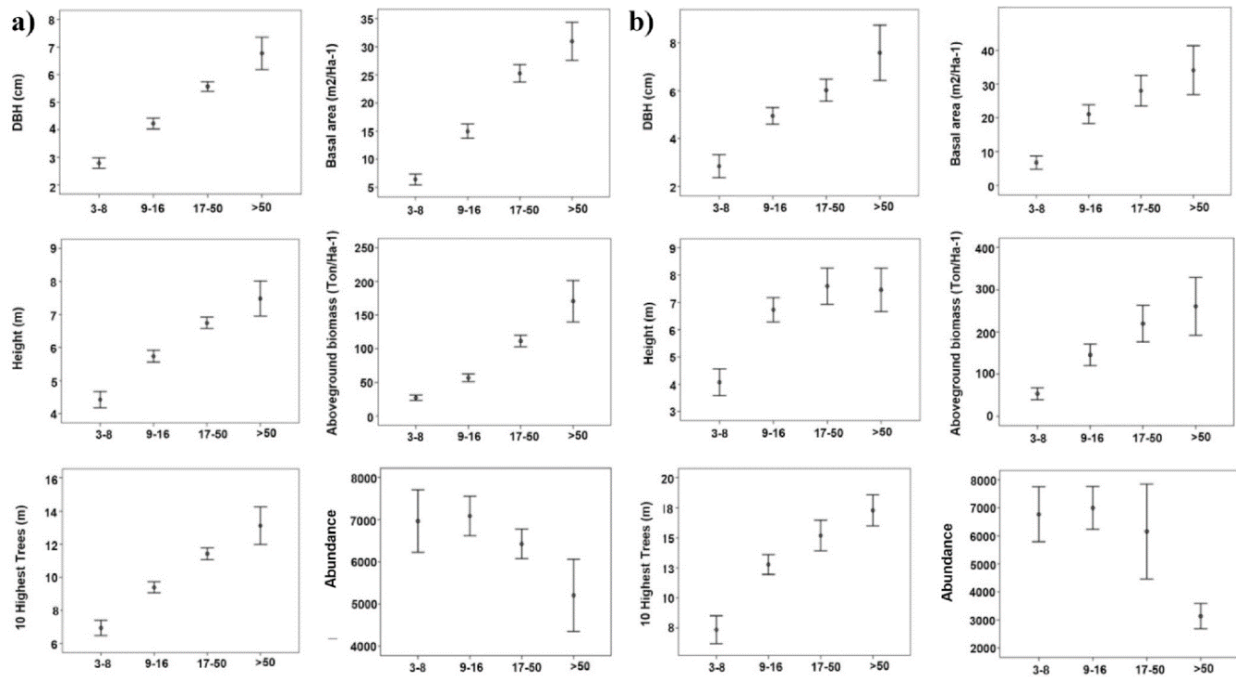 a)
DBH (cm)
8
7
6
5
4
3
2
3-8 9-16 17-50 >50
Basal area (m2/Ha-1)
35
30
25
20
15
10
5
3-8 9-16 17-50 >50
Height (m)
9
8
7
6
5
4
3-8 9-16 17-50 >50
Aboveground biomass (Ton/Ha-1)
250
200
150
100
50
0
3-8 9-16 17-50 >50
10 Highest Trees (m)
16
14
12
10
8
6
3-8 9-16 17-50 >50
Abundance
8000
7000
6000
5000
4000
3-8 9-16 17-50 >50
b)
DBH (cm)
8
6
4
2
3-8 9-16 17-50 >50
Basal area (m2/Ha-1)
40
30
20
10
0
3-8 9-16 17-50 >50
Height (m)
9
8
7
6
5
4
3
3-8 9-16 17-50 >50
Aboveground biomass (Ton/Ha-1)
400
300
200
100
0
3-8 9-16 17-50 >50
10 Highest Trees (m)
20
18
15
13
10
8
3-8 9-16 17-50 >50
Abundance
8000
7000
6000
5000
4000
3000
2000
3-8 9-16 17-50 >50